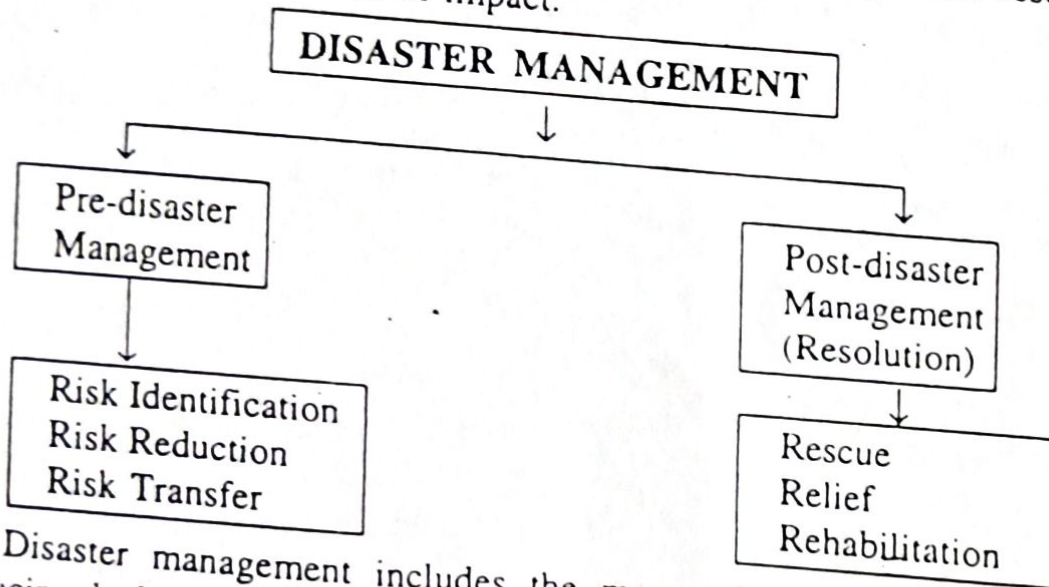 impact.
DISASTER MANAGEMENT
Pre-disaster
Management
Risk Identification
Risk Reduction
Risk Transfer
Post-disaster
Management
(Resolution)
Rescue
Relief
Rehabilitation
Disaster management includes the